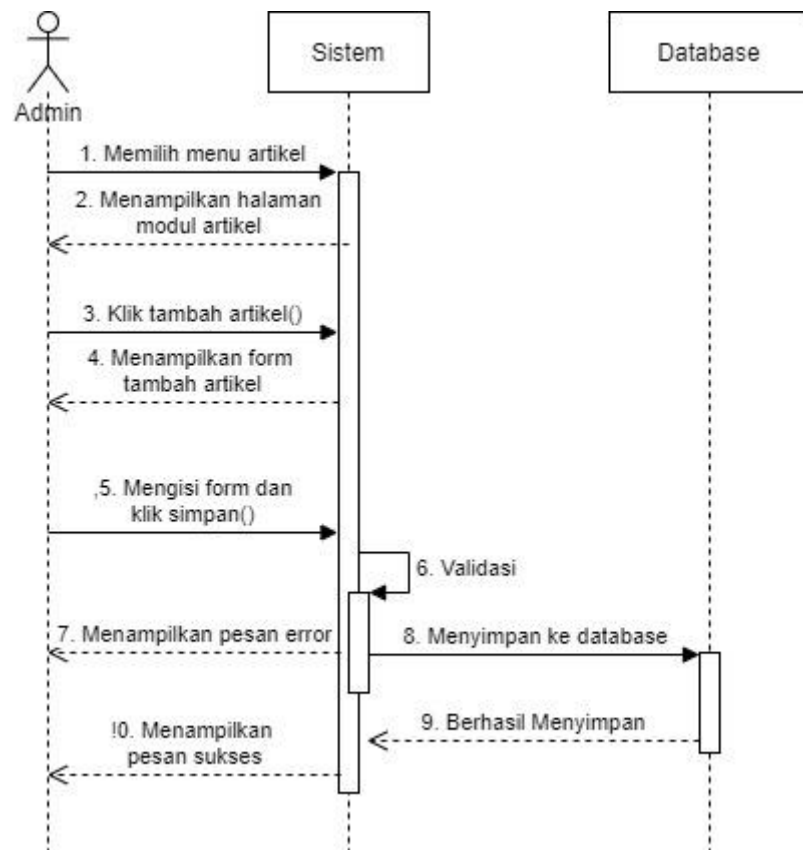 Sistem
Database
Admin
1. Memilih menu artikel
2. Menampilkan halaman
modul artikel
3. Klik tambah artikel()
4. Menampilkan form
tambah artikel
,5. Mengisi form dan
klik simpan()
6. Validasi
7. Menampilkan pesan error
8. Menyimpan ke database
9. Berhasil Menyimpan
!0. Menampilkan
pesan sukses